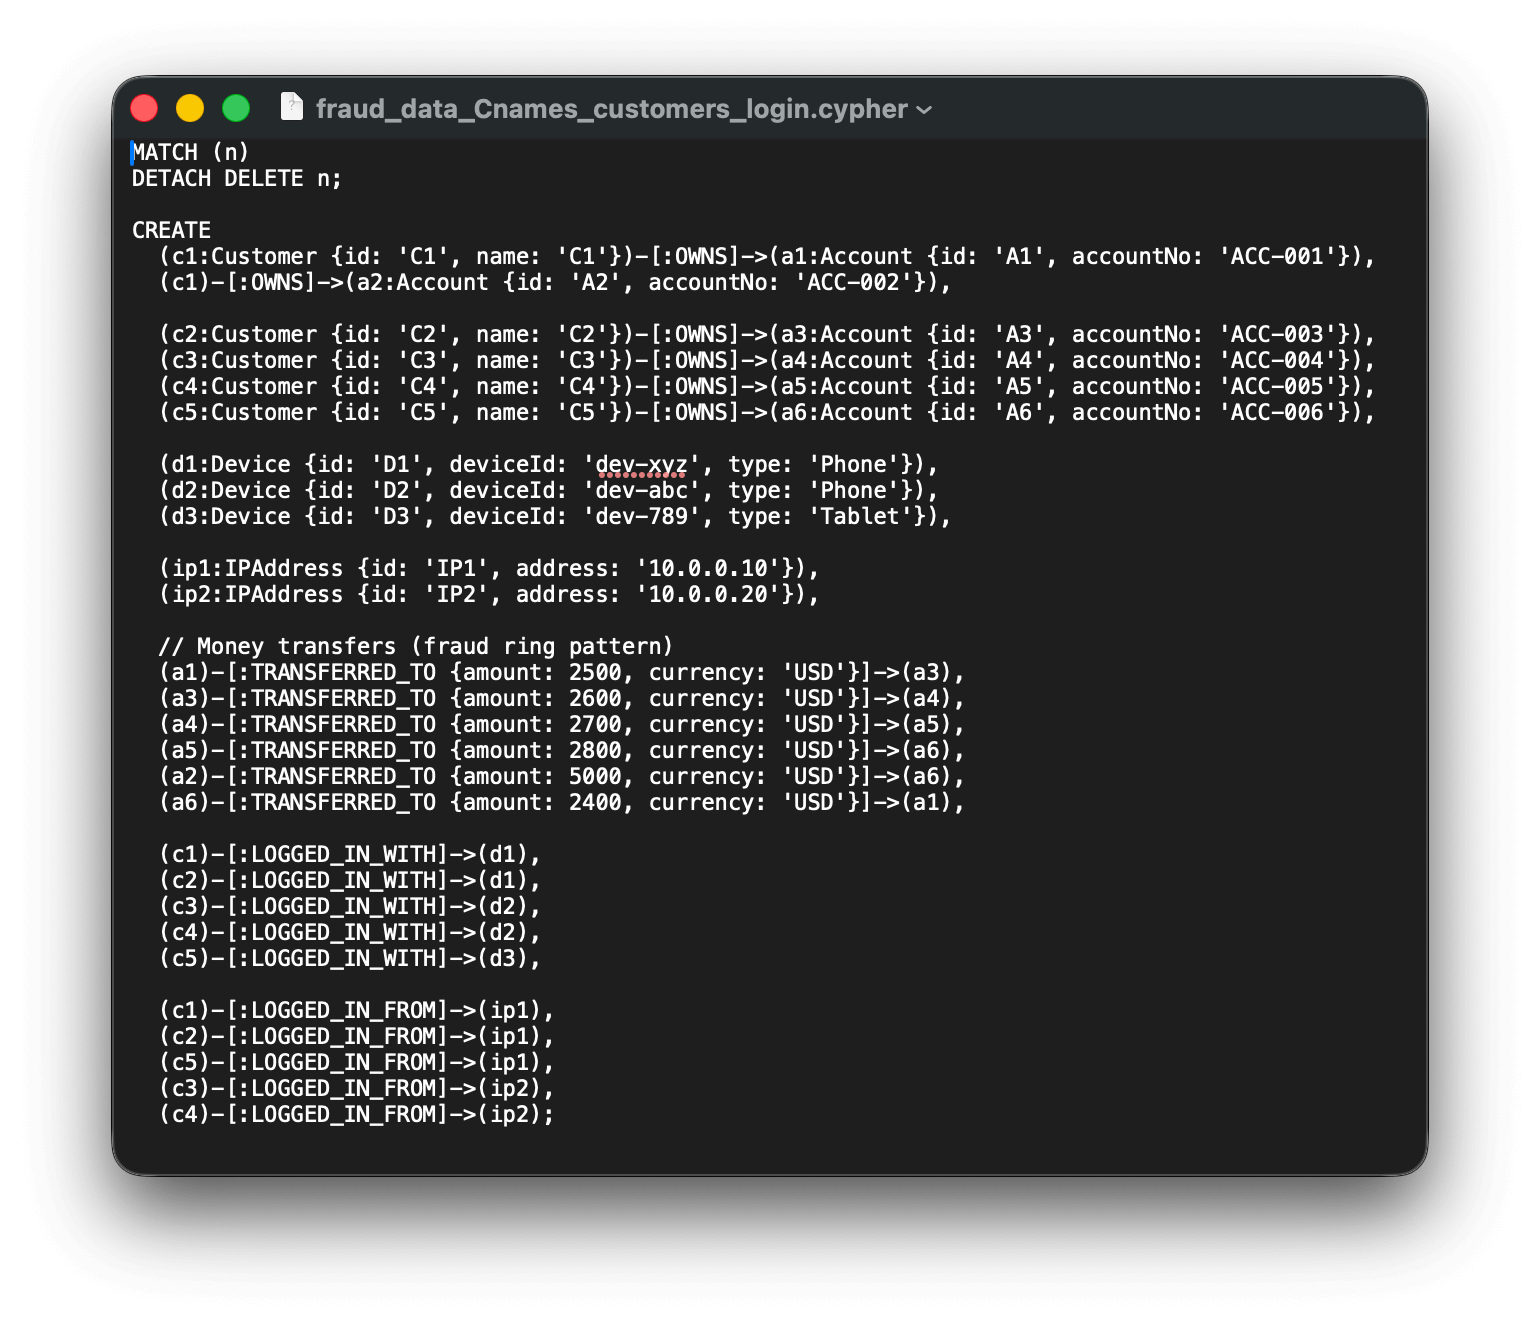 fraud_data_Cnames_customers_login.cypher
MATCH (n)
DETACH DELETE n;

CREATE
  (c1:Customer {id: 'C1', name: 'C1'})-[:OWNS]->(a1:Account {id: 'A1', accountNo: 'ACC-001'}),
  (c1)-[:OWNS]->(a2:Account {id: 'A2', accountNo: 'ACC-002'}),

  (c2:Customer {id: 'C2', name: 'C2'})-[:OWNS]->(a3:Account {id: 'A3', accountNo: 'ACC-003'}),
  (c3:Customer {id: 'C3', name: 'C3'})-[:OWNS]->(a4:Account {id: 'A4', accountNo: 'ACC-004'}),
  (c4:Customer {id: 'C4', name: 'C4'})-[:OWNS]->(a5:Account {id: 'A5', accountNo: 'ACC-005'}),
  (c5:Customer {id: 'C5', name: 'C5'})-[:OWNS]->(a6:Account {id: 'A6', accountNo: 'ACC-006'}),

  (d1:Device {id: 'D1', deviceId: 'dev-xyz', type: 'Phone'}),
  (d2:Device {id: 'D2', deviceId: 'dev-abc', type: 'Phone'}),
  (d3:Device {id: 'D3', deviceId: 'dev-789', type: 'Tablet'}),

  (ip1:IPAddress {id: 'IP1', address: '10.0.0.10'}),
  (ip2:IPAddress {id: 'IP2', address: '10.0.0.20'}),

  // Money transfers (fraud ring pattern)
  (a1)-[:TRANSFERRED_TO {amount: 2500, currency: 'USD'}]->(a3),
  (a3)-[:TRANSFERRED_TO {amount: 2600, currency: 'USD'}]->(a4),
  (a4)-[:TRANSFERRED_TO {amount: 2700, currency: 'USD'}]->(a5),
  (a5)-[:TRANSFERRED_TO {amount: 2800, currency: 'USD'}]->(a6),
  (a2)-[:TRANSFERRED_TO {amount: 5000, currency: 'USD'}]->(a6),
  (a6)-[:TRANSFERRED_TO {amount: 2400, currency: 'USD'}]->(a1),

  (c1)-[:LOGGED_IN_WITH]->(d1),
  (c2)-[:LOGGED_IN_WITH]->(d1),
  (c3)-[:LOGGED_IN_WITH]->(d2),
  (c4)-[:LOGGED_IN_WITH]->(d2),
  (c5)-[:LOGGED_IN_WITH]->(d3),

  (c1)-[:LOGGED_IN_FROM]->(ip1),
  (c2)-[:LOGGED_IN_FROM]->(ip1),
  (c5)-[:LOGGED_IN_FROM]->(ip1),
  (c3)-[:LOGGED_IN_FROM]->(ip2),
  (c4)-[:LOGGED_IN_FROM]->(ip2);